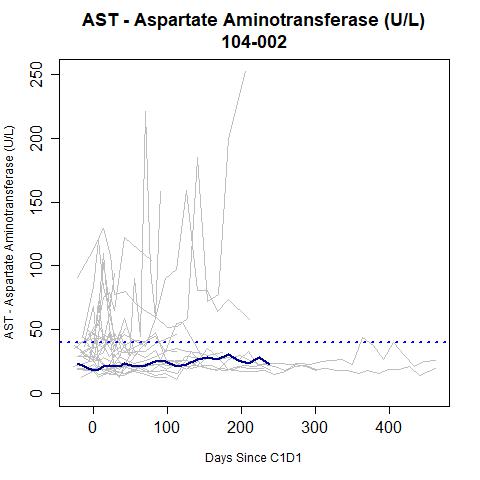 AST - Aspartate Aminotransferase (U/L)
104-002
AST - Aspartate Aminotransferase (U/L)
250
200
150
100
50
0
0 100 200 300 400
Days Since C1D1